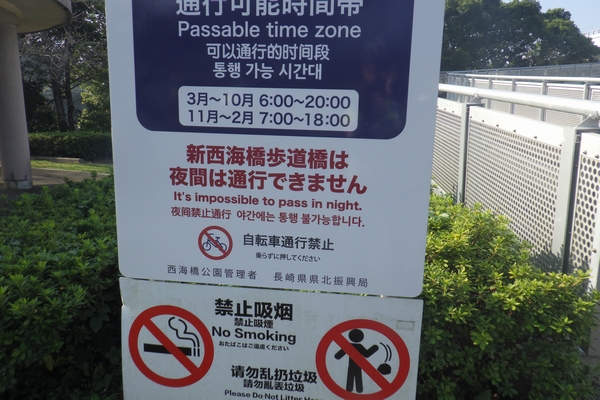 通行可能時間帯
Passable time zone
可以通行的时间段
통행 가능 시간대
3月～10月 6:00～20:00
11月～2月 7:00～18:00
新西海橋歩道橋は
夜間は通行できません
It's impossible to pass in night.
夜间禁止通行 야간에는 통행 불가능합니다.
自転車通行禁止
乗らずに押してください
西海橋公園管理者 長崎県県北振興局
禁止吸烟
禁止吸煙
No Smoking
おたばこはご遠慮ください
请勿乱扔垃圾
請勿亂丟垃圾
Please Do Not Litter Here